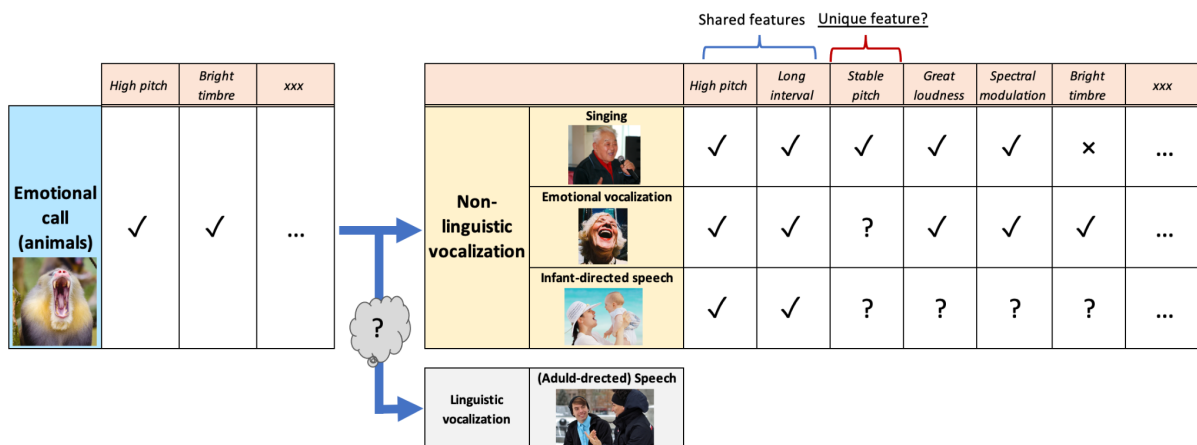 Shared features Unique feature?
High pitch Bright timbre xxx
High pitch Long interval Stable pitch Great loudness Spectral modulation Bright timbre xxx
Emotional call (animals)
✓ ✓ ...
?
Non-linguistic vocalization
Singing
✓ ✓ ✓ ✓ ✓ × ...
Emotional vocalization
✓ ✓ ? ✓ ✓ ✓ ...
Infant-directed speech
✓ ✓ ? ? ? ? ...
Linguistic vocalization
(Aduld-drected) Speech